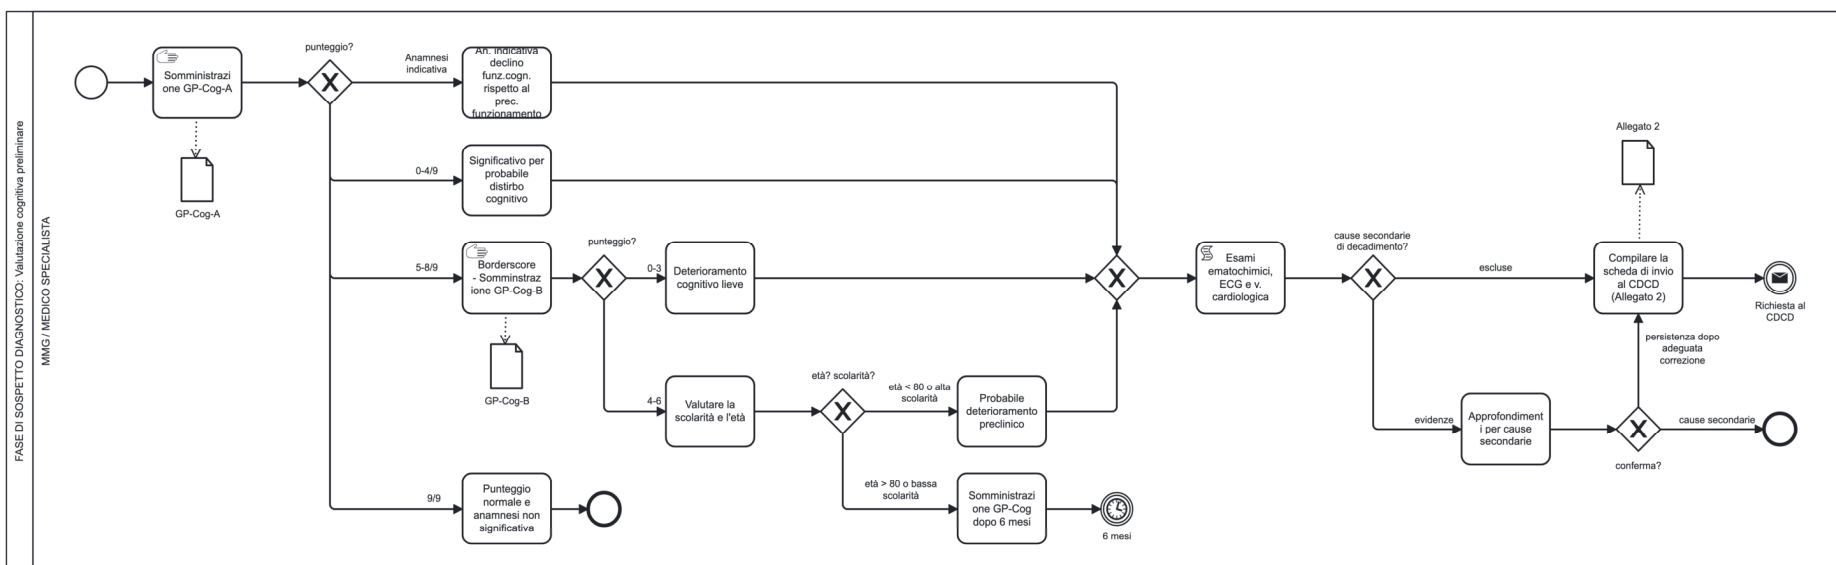 FASE DI SOSPETTO DIAGNOSTICO: Valutazione cognitiva preliminare
MMG / MEDICO SPECIALISTA
Somministrazi
one GP-Cog-A
GP-Cog-A
punteggio?
Anamnesi
indicativa
An. indicativa
declino
funz.cogn.
rispetto al
prec.
funzionamento
0-4/9
Significativo per
probabile
distirbo
cognitivo
5-8/9
Borderscore
- Somminstraz
ione GP-Cog-B
GP-Cog-B
punteggio?
0-3
Deterioramento
cognitivo lieve
4-6
Valutare la
scolarità e l'età
età? scolarità?
età < 80 o alta
scolarità
Probabile
deterioramento
preclinico
età > 80 o bassa
scolarità
Somministrazi
one GP-Cog
dopo 6 mesi
6 mesi
9/9
Punteggio
normale e
anamnesi non
significativa
Esami
ematochimici,
ECG e v.
cardiologica
cause secondarie
di decadimento?
escluse
Allegato 2
Compilare la
scheda di invio
al CDCD
(Allegato 2)
Richiesta al
CDCD
persistenza dopo
adeguata
correzione
evidenze
Approfondiment
i per cause
secondarie
conferma?
cause secondarie